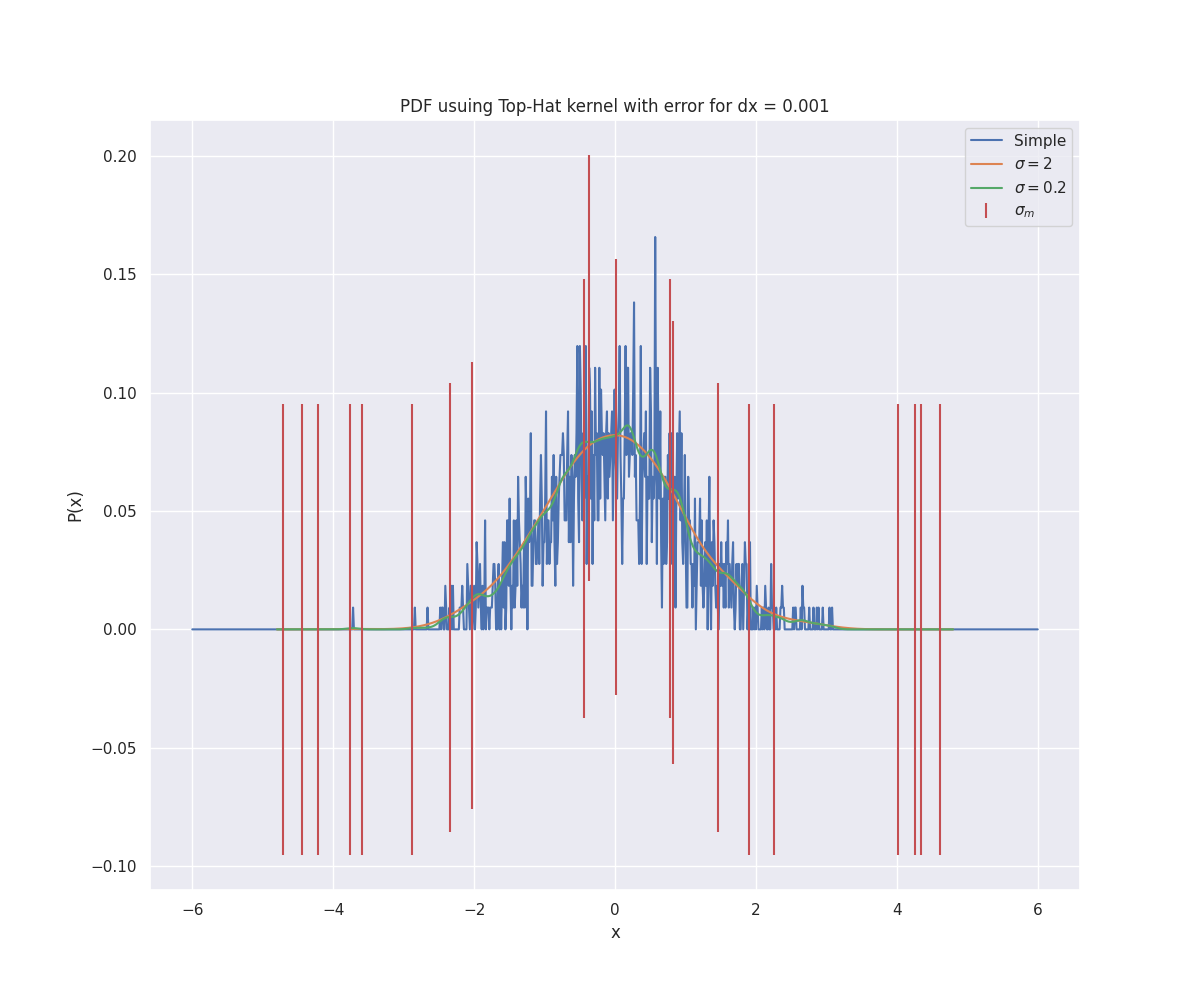 PDF usuing Top-Hat kernel with error for dx = 0.001
Simple
σ = 2
σ = 0.2
σₘ
P(x)
0.20
0.15
0.10
0.05
0.00
−0.05
−0.10
−6
−4
−2
0
2
4
6
x